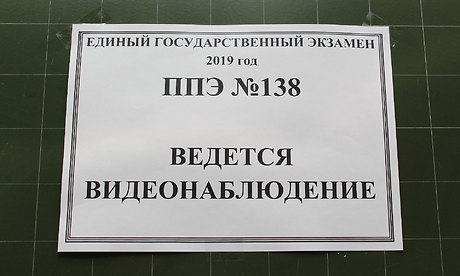 ЕДИНЫЙ ГОСУДАРСТВЕННЫЙ ЭКЗАМЕН
2019 год
ППЭ №138
ВЕДЕТСЯ
ВИДЕОНАБЛЮДЕНИЕ